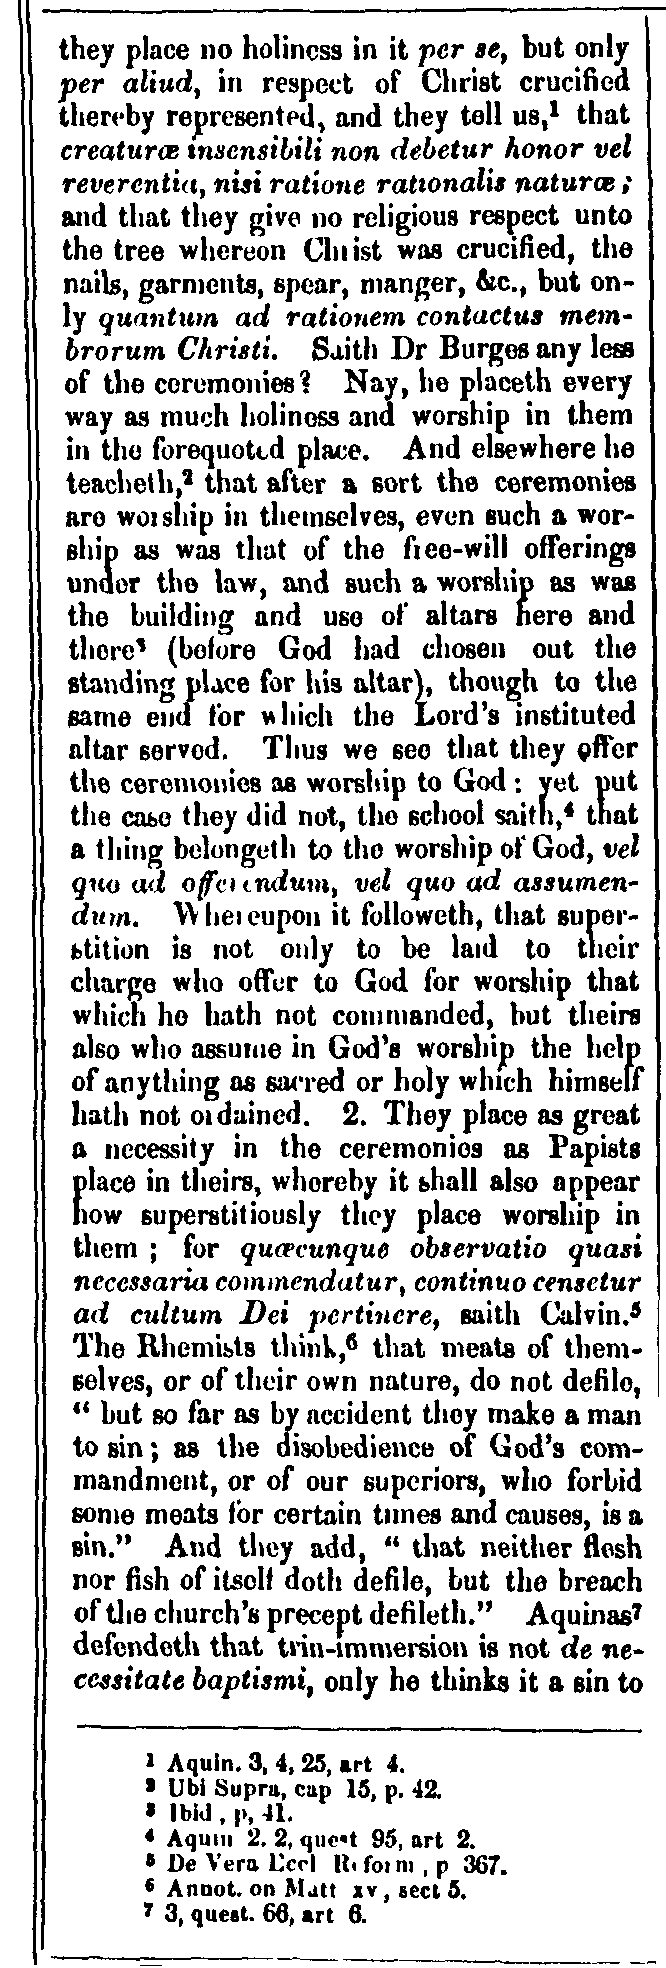 they place no holiness in it per se, but only
per aliud, in respect of Christ crucified
thereby represented, and they tell us,¹ that
creaturæ insensibili non debetur honor vel
reverentia, nisi ratione rationalis naturæ;
and that they give no religious respect unto
the tree whereon Christ was crucified, the
nails, garments, spear, manger, &c., but on-
ly quantum ad rationem contactus mem-
brorum Christi. Saith Dr Burges any less
of the ceremonies? Nay, he placeth every
way as much holiness and worship in them
in the forequoted place. And elsewhere he
teacheth,² that after a sort the ceremonies
are worship in themselves, even such a wor-
ship as was that of the free-will offerings
under the law, and such a worship as was
the building and use of altars here and
there³ (before God had chosen out the
standing place for his altar), though to the
same end for which the Lord's instituted
altar served. Thus we see that they offer
the ceremonies as worship to God: yet put
the case they did not, the school saith,⁴ that
a thing belongeth to the worship of God, vel
quo ad offerendum, vel quo ad assumen-
dum. Whereupon it followeth, that super-
stition is not only to be laid to their
charge who offer to God for worship that
which he hath not commanded, but theirs
also who assume in God's worship the help
of anything as sacred or holy which himself
hath not ordained. 2. They place as great
a necessity in the ceremonies as Papists
place in theirs, whereby it shall also appear
how superstitiously they place worship in
them; for quæcunque observatio quasi
necessaria commendatur, continuo censetur
ad cultum Dei pertinere, saith Calvin.⁵
The Rhemists think,⁶ that meats of them-
selves, or of their own nature, do not defile,
“but so far as by accident they make a man
to sin; as the disobedience of God's com-
mandment, or of our superiors, who forbid
some meats for certain times and causes, is a
sin.” And they add, “that neither flesh
nor fish of itself doth defile, but the breach
of the church's precept defileth.” Aquinas⁷
defendeth that trin-immersion is not de ne-
cessitate baptismi, only he thinks it a sin to
¹ Aquin. 3, 4, 25, art 4.
² Ubi Supra, cap 15, p. 42.
³ Ibid, p, 41.
⁴ Aquin 2. 2, quest 95, art 2.
⁵ De Vera Eccl Reform, p 367.
⁶ Annot. on Matt xv, sect 5.
⁷ 3, quest. 66, art 6.